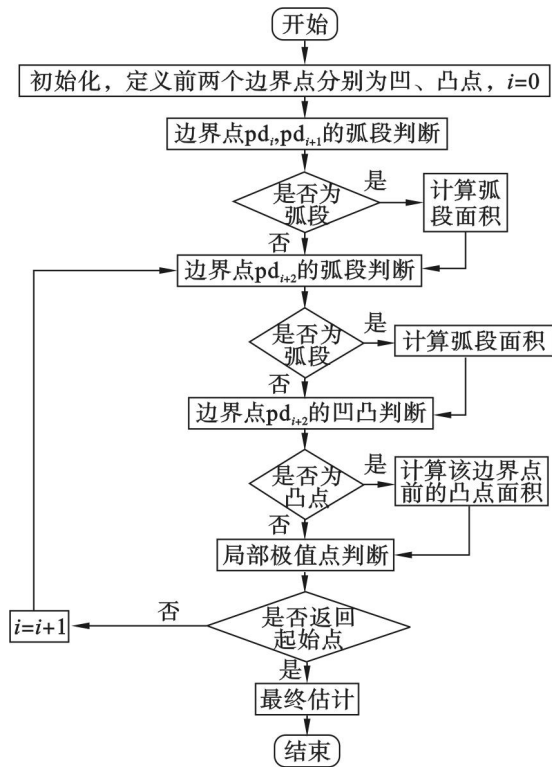 开始
初始化，定义前两个边界点分别为凹、凸点，i=0
边界点pdi,pdi+1的弧段判断
是否为
弧段
是
计算弧
段面积
否
边界点pdi+2的弧段判断
是否为
弧段
是
计算弧段面积
否
边界点pdi+2的凹凸判断
是否为
凸点
是
计算该边界点
前的凸点面积
否
局部极值点判断
是否返回
起始点
否
i=i+1
是
最终估计
结束